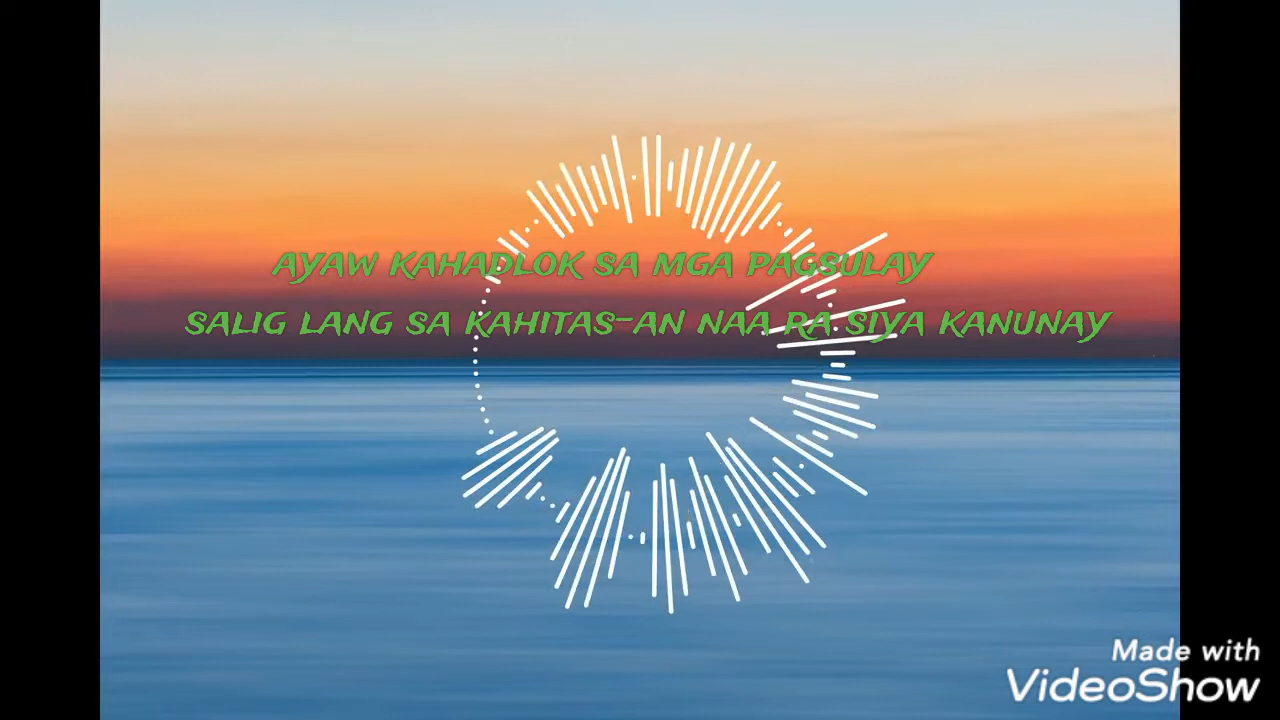 AYAW KAHADLOK SA MGA PAGSULAY
SALIG LANG SA KAHITAS-AN NAA RA SIYA KANUNAY
Made with
VideoShow